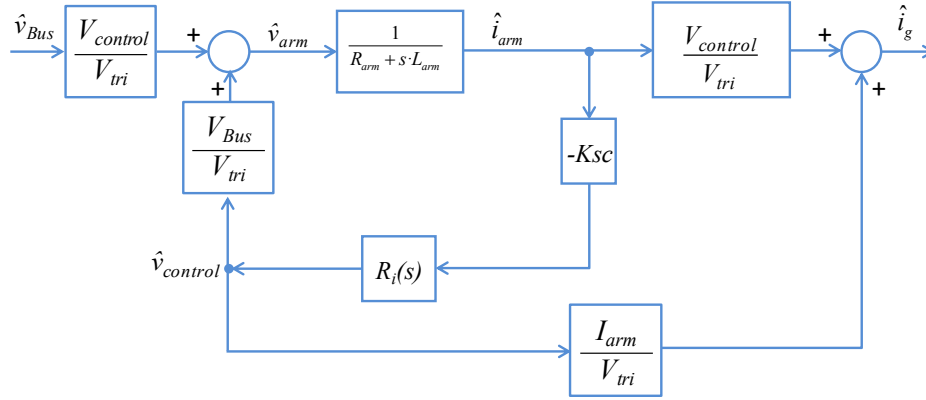 v̂Bus
Vcontrol
Vtri
+
v̂arm
1
Rarm + s·Larm
îarm
Vcontrol
Vtri
+
îg
+
+
VBus
Vtri
-Ksc
v̂control
Ri(s)
Iarm
Vtri